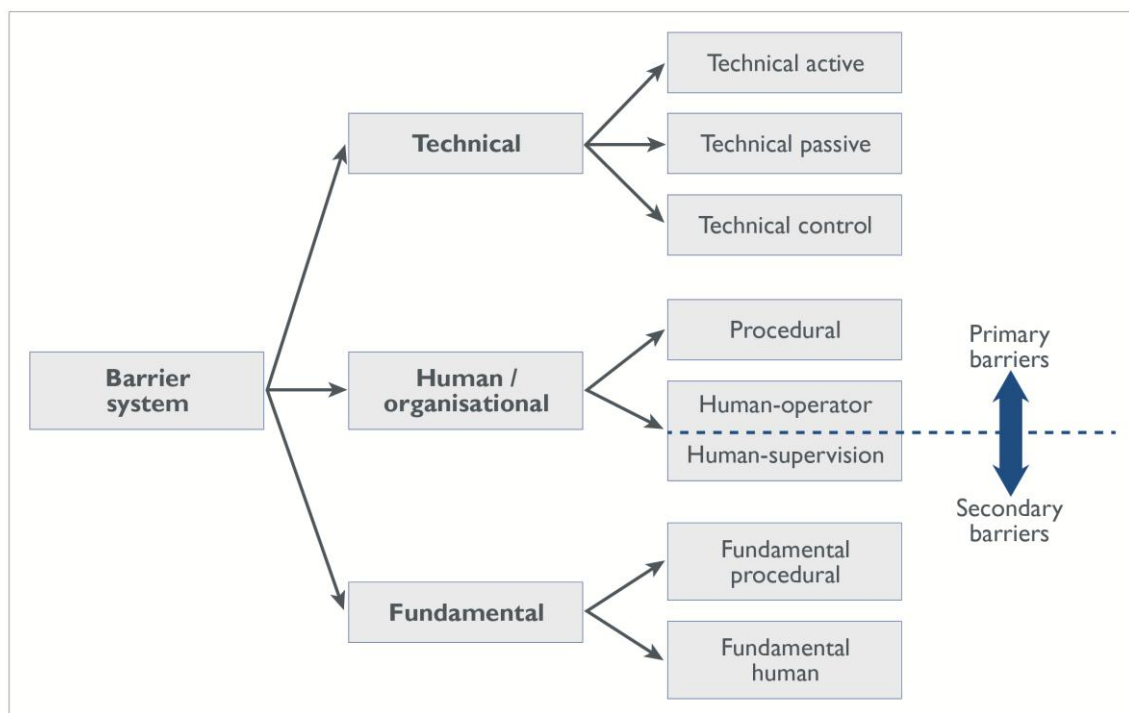 Technical active
Technical
Technical passive
Technical control
Procedural
Primary
barriers
Barrier
system
Human /
organisational
Human-operator
Human-supervision
Secondary
barriers
Fundamental
procedural
Fundamental
Fundamental
human